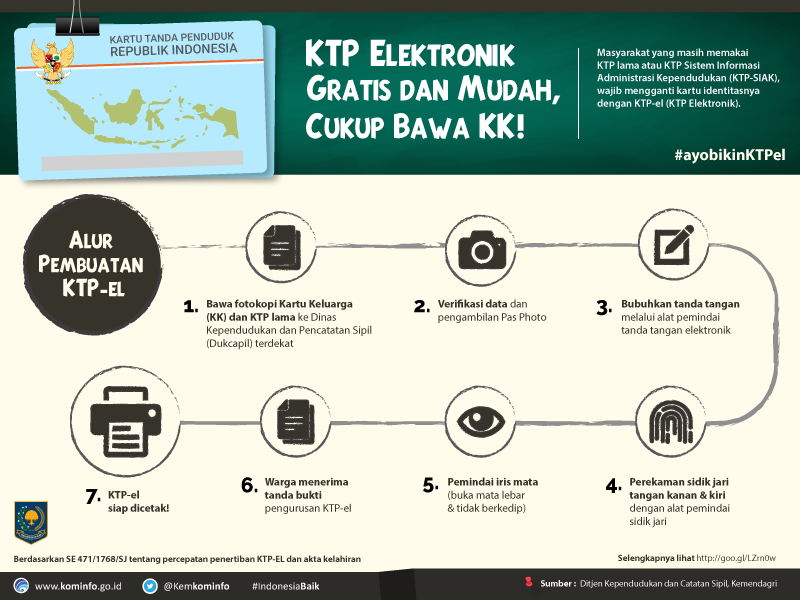 KARTU TANDA PENDUDUK
REPUBLIK INDONESIA
KTP ELEKTRONIK
GRATIS DAN MUDAH,
CUKUP BAWA KK!
Masyarakat yang masih memakai
KTP lama atau KTP Sistem Informasi
Administrasi Kependudukan (KTP-SIAK),
wajib mengganti kartu identitasnya
dengan KTP-el (KTP Elektronik).
#ayobikinKTPel
ALUR
PEMBUATAN
KTP-EL
1. Bawa fotokopi Kartu Keluarga
(KK) dan KTP lama ke Dinas
Kependudukan dan Pencatatan Sipil
(Dukcapil) terdekat
2. Verifikasi data dan
pengambilan Pas Photo
3. Bubuhkan tanda tangan
melalui alat pemindai
tanda tangan elektronik
4. Perekaman sidik jari
tangan kanan & kiri
dengan alat pemindai
sidik jari
5. Pemindai iris mata
(buka mata lebar
& tidak berkedip)
6. Warga menerima
tanda bukti
pengurusan KTP-el
7. KTP-el
siap dicetak!
Berdasarkan SE 471/1768/SJ tentang percepatan penertiban KTP-EL dan akta kelahiran
Selengkapnya lihat http://goo.gl/LZrn0w
www.kominfo.go.id
@Kemkominfo
#IndonesiaBaik
Sumber : Ditjen Kependudukan dan Catatan Sipil, Kemendagri